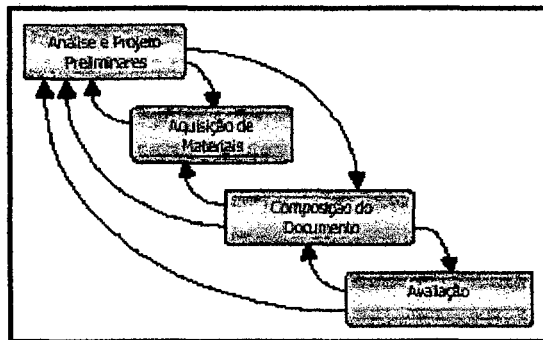 Análise e Projeto
Preliminares
Aquisição de
Materiais
Composição do
Documento
Avaliação